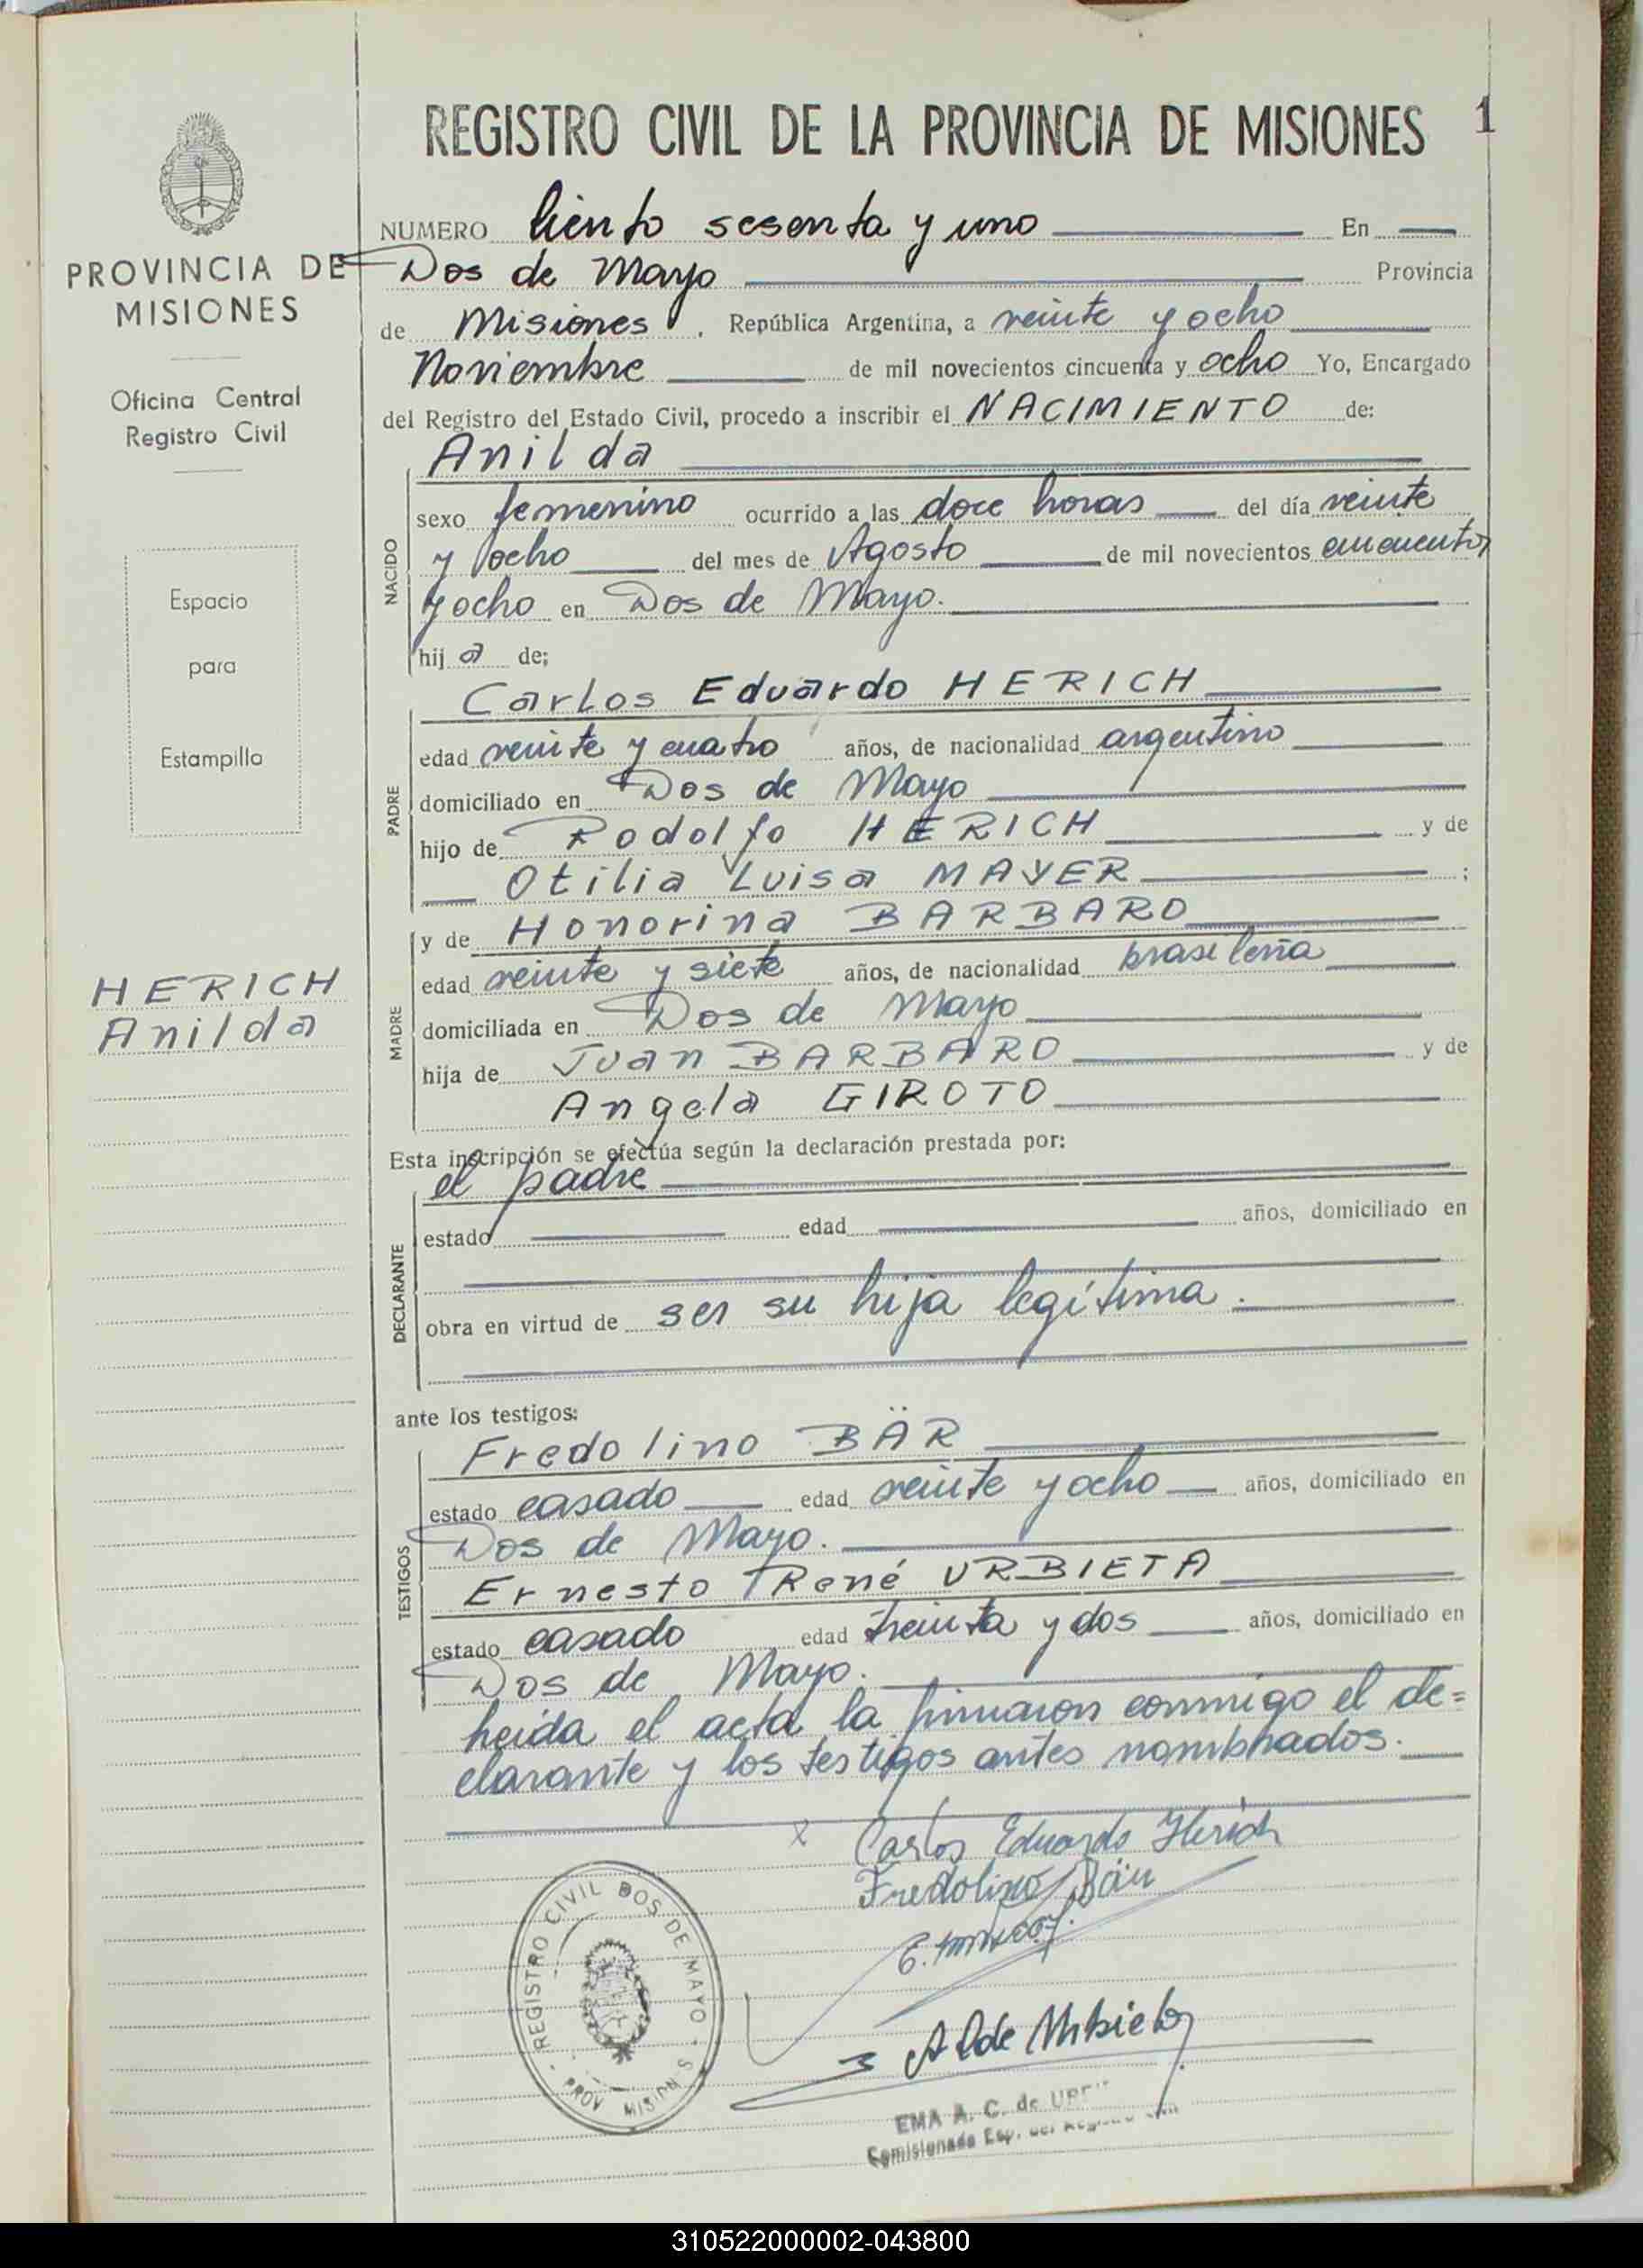 REGISTRO CIVIL DE LA PROVINCIA DE MISIONES 1
PROVINCIA DE
MISIONES
Oficina Central
Registro Civil
Espacio
para
Estampilla
HERICH
Anilda
NUMERO Ciento sesenta y uno En
Dos de Mayo Provincia
de Misiones. República Argentina, a veinte y ocho
Noviembre de mil novecientos cincuenta y ocho Yo, Encargado
del Registro del Estado Civil, procedo a inscribir el NACIMIENTO de:
Anilda
NACIDO
sexo femenino ocurrido a las doce horas del día veinte
y ocho del mes de Agosto de mil novecientos cincuenta
y ocho en Dos de Mayo.
hija de;
Carlos Eduardo HERICH
PADRE
edad veinte y cuatro años, de nacionalidad argentino
domiciliado en Dos de Mayo
hijo de Rodolfo HERICH y de
Otilia Luisa MAYER ;
y de Honorina BARBARO
MADRE
edad veinte y siete años, de nacionalidad brasileña
domiciliada en Dos de Mayo
hija de Juan BARBARO y de
Angela GIROTO
Esta inscripción se efectúa según la declaración prestada por:
el padre
DECLARANTE
estado edad años, domiciliado en
obra en virtud de ser su hija legítima.
ante los testigos:
Fredolino BÄR
TESTIGOS
estado casado edad veinte y ocho años, domiciliado en
Dos de Mayo.
Ernesto René URBIETA
estado casado edad treinta y dos años, domiciliado en
Dos de Mayo.
heida el acta la firmaron conmigo el de=
clarante y los testigos antes nombrados.
x Carlos Eduardo Herich
Fredolino Bär
A C de Urbieta
REGISTRO CIVIL DOS DE MAYO
PROV MISIONES
EMA A. C. de
Comisionada Esp. del
310522000002-043800